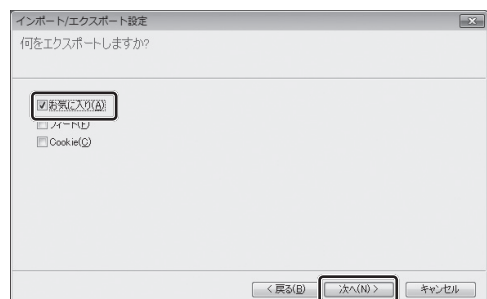 インポート/エクスポート設定
何をエクスポートしますか?
お気に入り(A)
フィード(F)
Cookie(C)
< 戻る(B) 次へ(N) > キャンセル